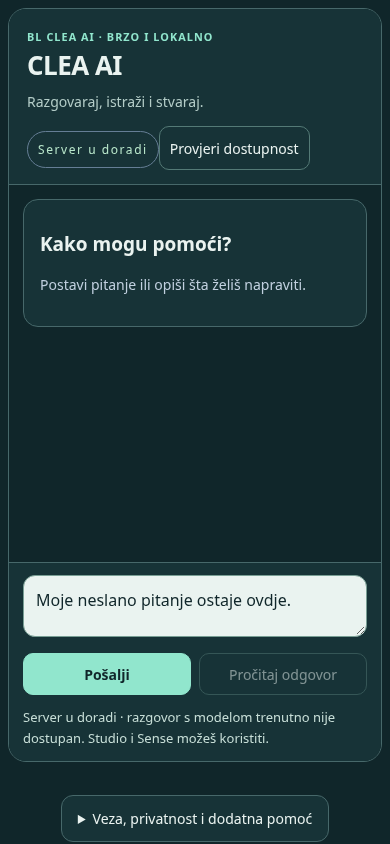 BL CLEA AI · BRZO I LOKALNO
CLEA AI
Razgovaraj, istraži i stvaraj.
Server u doradi
Provjeri dostupnost
Kako mogu pomoći?
Postavi pitanje ili opiši šta želiš napraviti.
Moje neslano pitanje ostaje ovdje.
Pošalji
Pročitaj odgovor
Server u doradi · razgovor s modelom trenutno nije
dostupan. Studio i Sense možeš koristiti.
▶ Veza, privatnost i dodatna pomoć